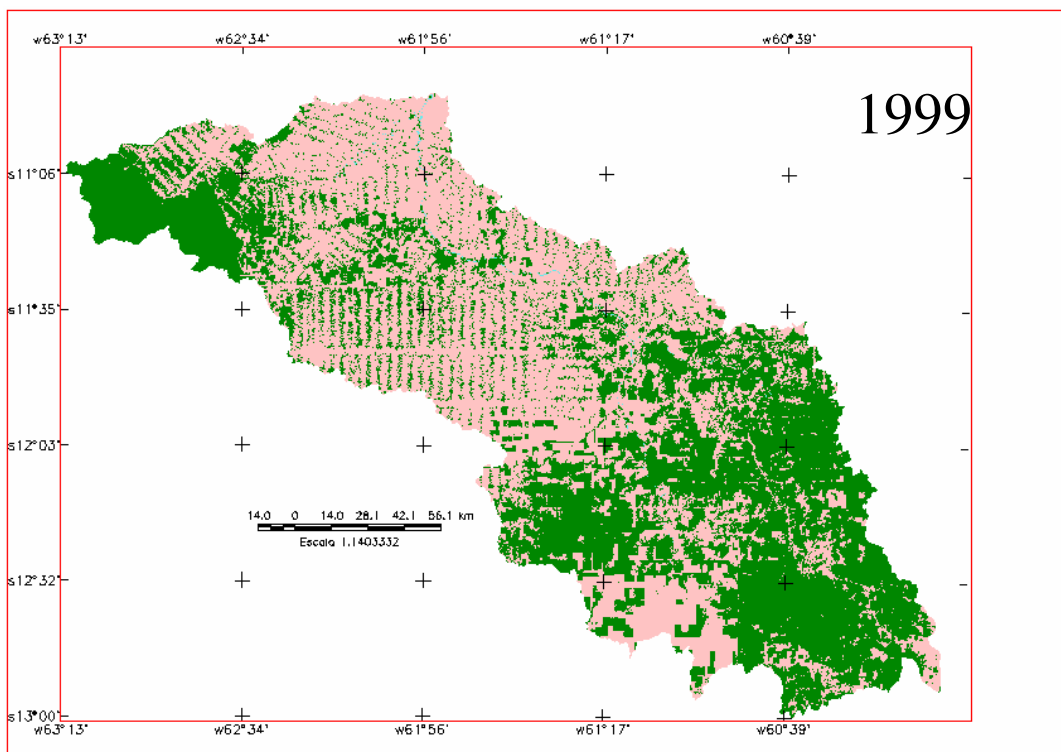 w63°13' w62°34' w61°56' w61°17' w60°39'
1999
s11°06'
s11°35'
s12°03'
14.0 0 14.0 28.1 42.1 56.1 km
Escala 1.1403332
s12°32'
s13°00'
w63°13' w62°34' w61°56' w61°17' w60°39'